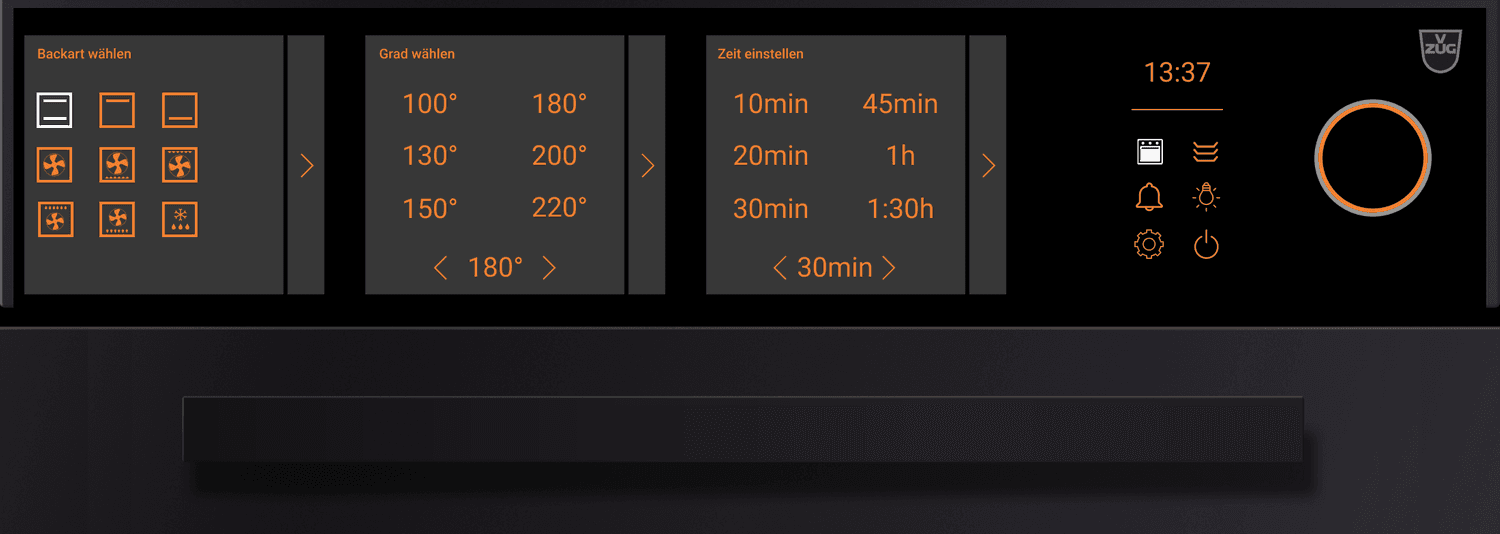 Backart wählen
Grad wählen
100° 180°
130° 200°
150° 220°
< 180° >
Zeit einstellen
10min 45min
20min 1h
30min 1:30h
< 30min >
13:37
V
ZUG